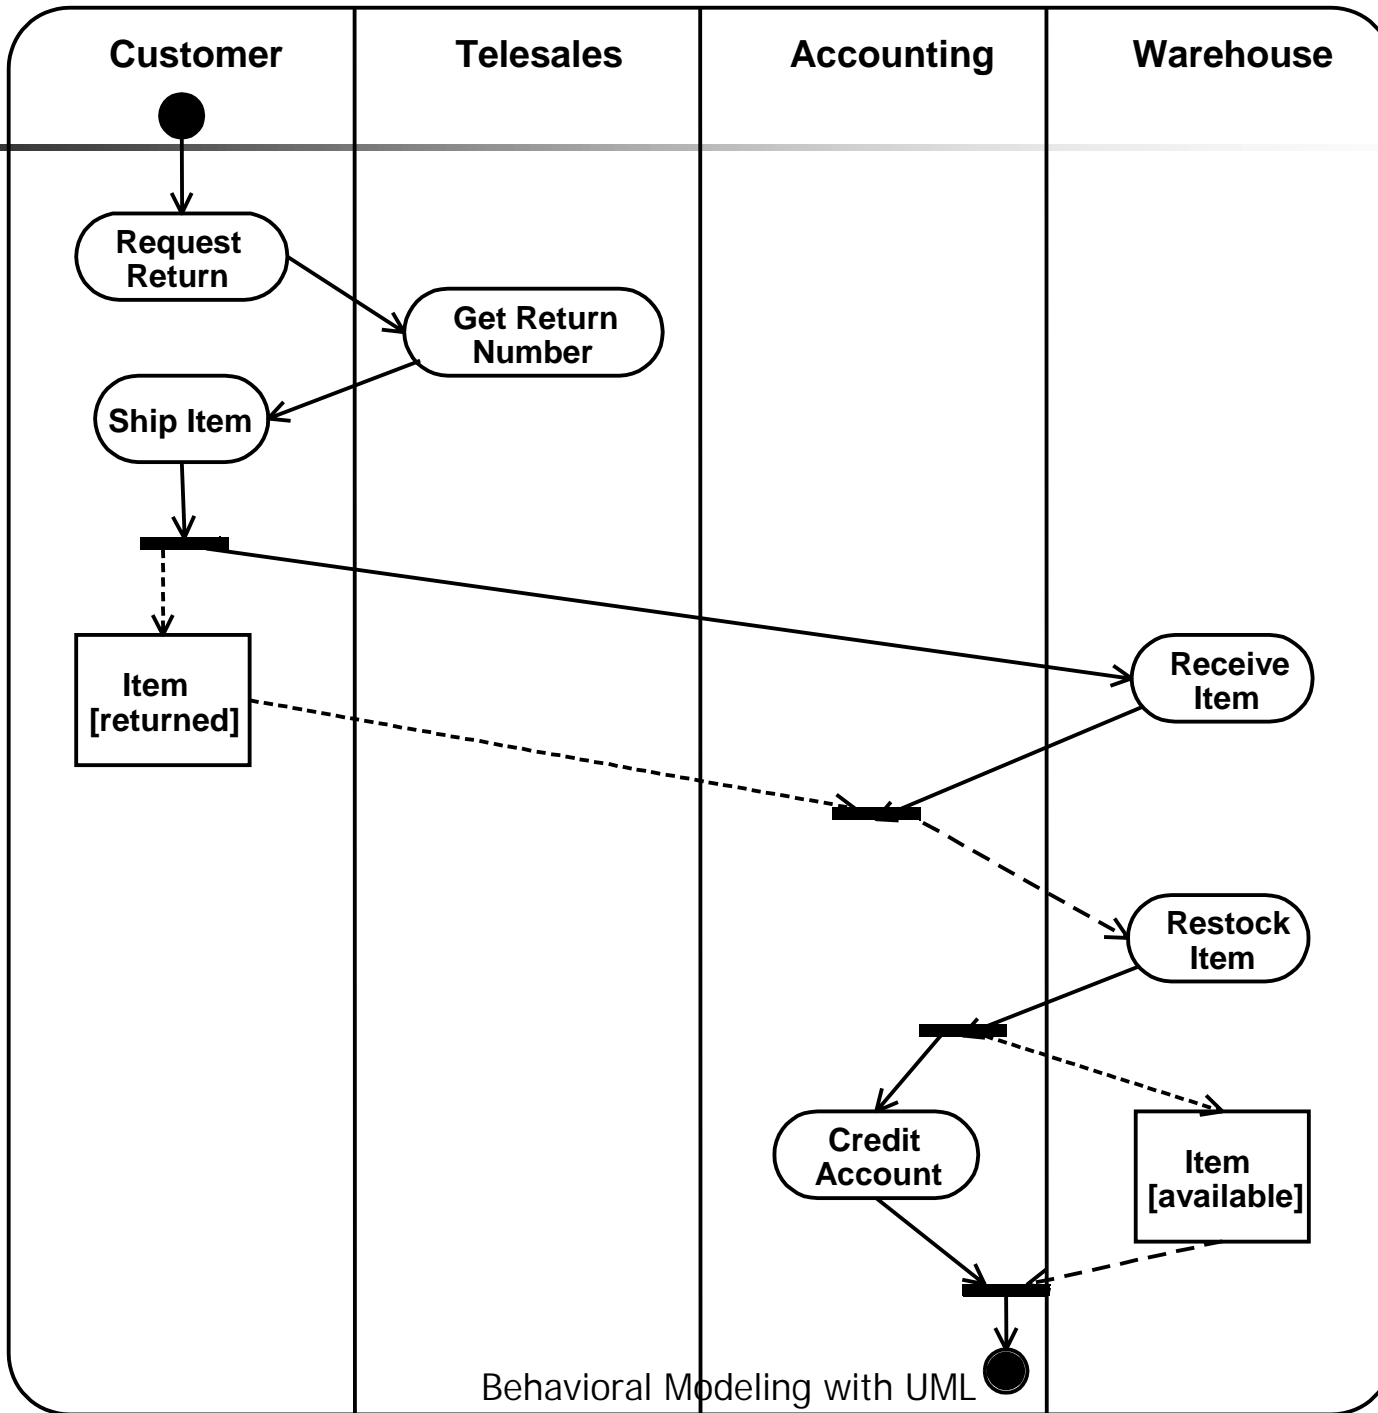 Customer
Telesales
Accounting
Warehouse
Request
Return
Get Return
Number
Ship Item
Item
[returned]
Receive
Item
Restock
Item
Credit
Account
Item
[available]
Behavioral Modeling with UML